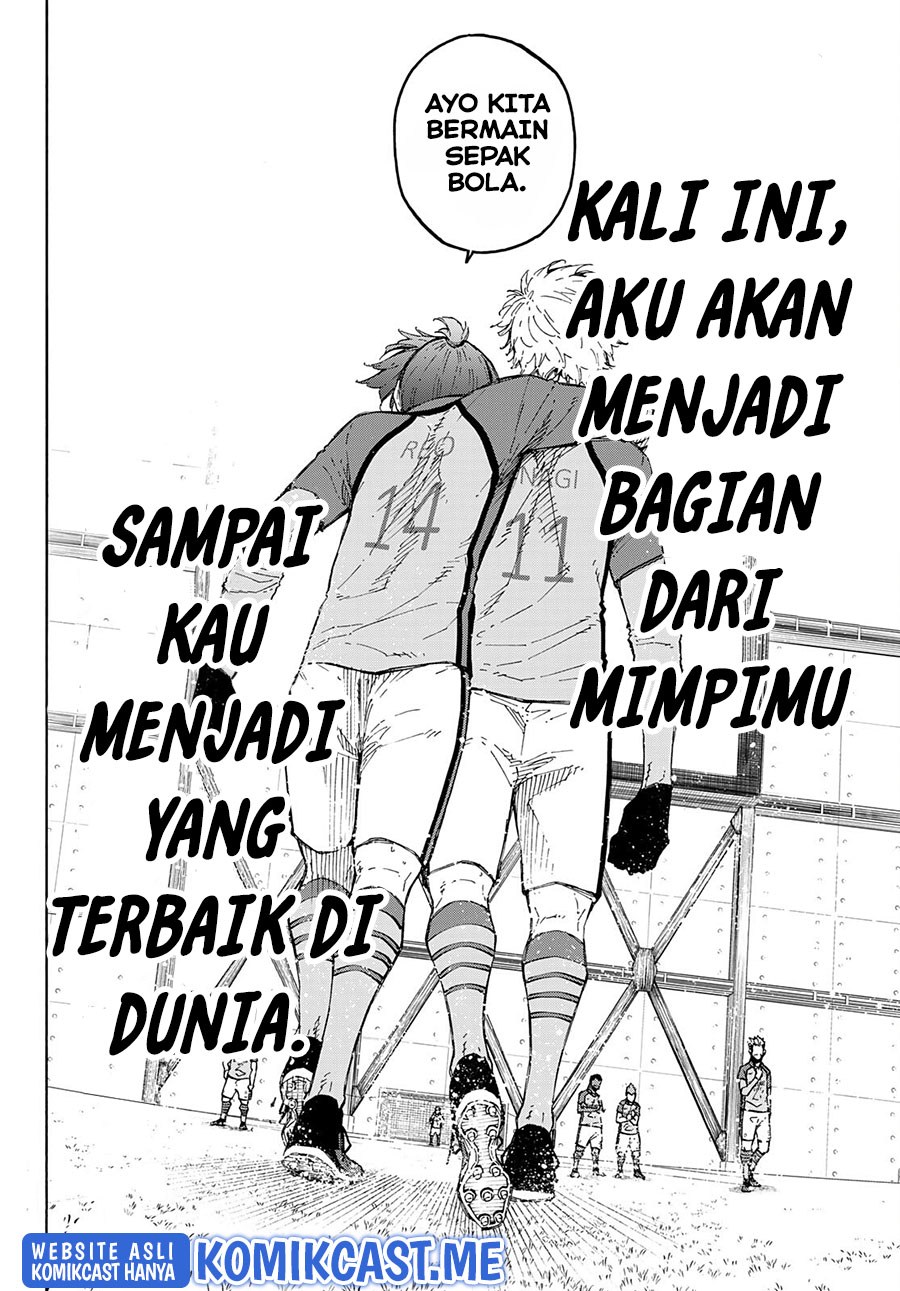 AYO KITA
BERMAIN
SEPAK
BOLA.
KALI INI,
AKU AKAN
MENJADI
BAGIAN
DARI
MIMPIMU
SAMPAI
KAU
MENJADI
YANG
TERBAIK DI
DUNIA.
REO
14
NAGI
11
WEBSITE ASLI
KOMIKCAST HANYA
KOMIKCAST.ME